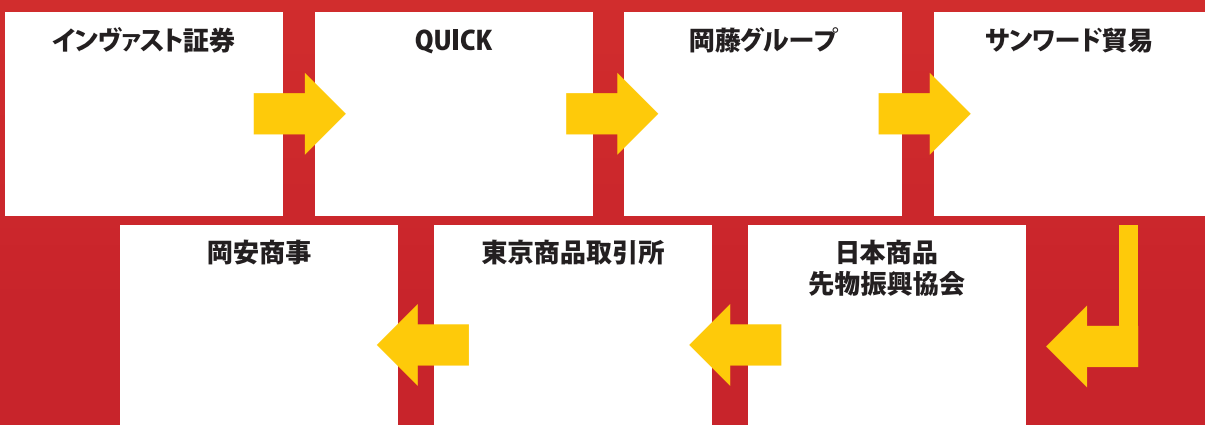 インヴァスト証券
QUICK
岡藤グループ
サンワード貿易
日本商品
先物振興協会
東京商品取引所
岡安商事